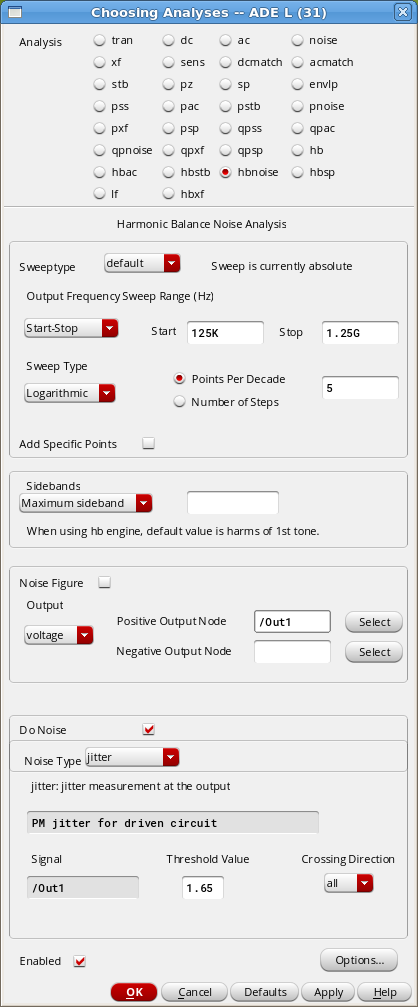 Choosing Analyses -- ADE L (31)
Analysis
tran dc ac noise
xf sens dcmatch acmatch
stb pz sp envlp
pss pac pstb pnoise
pxf psp qpss qpac
qpnoise qpxf qpsp hb
hbac hbstb hbnoise hbsp
lf hbxf
Harmonic Balance Noise Analysis
Sweeptype default Sweep is currently absolute
Output Frequency Sweep Range (Hz)
Start-Stop Start 125K Stop 1.25G
Sweep Type
Logarithmic Points Per Decade 5
Number of Steps
Add Specific Points
Sidebands
Maximum sideband
When using hb engine, default value is harms of 1st tone.
Noise Figure
Output
voltage Positive Output Node /Out1 Select
Negative Output Node Select
Do Noise
Noise Type jitter
jitter: jitter measurement at the output
PM jitter for driven circuit
Signal Threshold Value Crossing Direction
/Out1 1.65 all
Enabled Options...
OK Cancel Defaults Apply Help